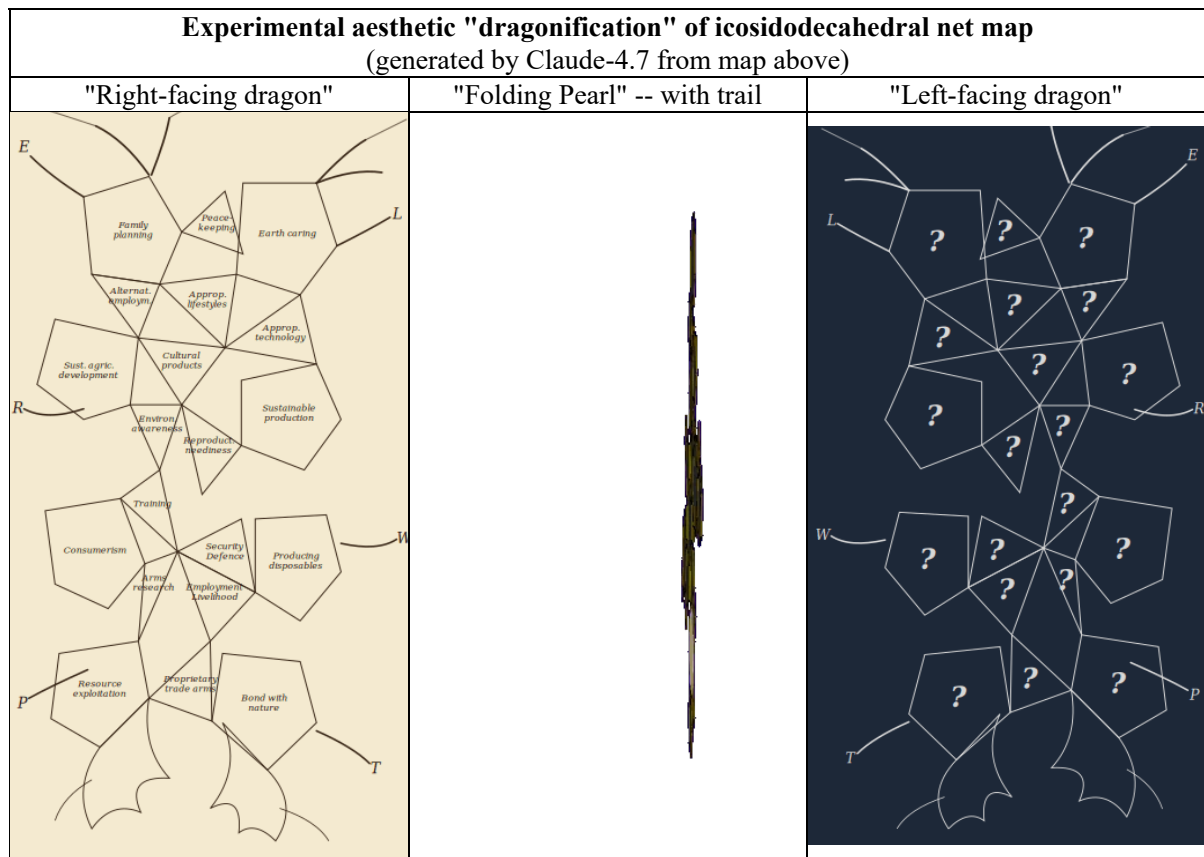 Experimental aesthetic "dragonification" of icosidodecahedral net map
(generated by Claude-4.7 from map above)
"Right-facing dragon"
"Folding Pearl" -- with trail
"Left-facing dragon"
E
L
Family
planning
Peace-
keeping
Earth caring
Alternat.
employm.
Approp.
lifestyles
Approp.
technology
Sust. agric.
development
Cultural
products
R
Environ.
awareness
Sustainable
production
Reproduct.
neediness
Training
Consumerism
Security
Defence
Producing
disposables
W
Arms
research
Employment
Livelihood
Resource
exploitation
Proprietary
trade arms
Bond with
nature
P
T
E
L
?
?
?
?
?
?
?
?
R
?
?
?
?
W
?
?
?
?
?
?
?
?
P
T